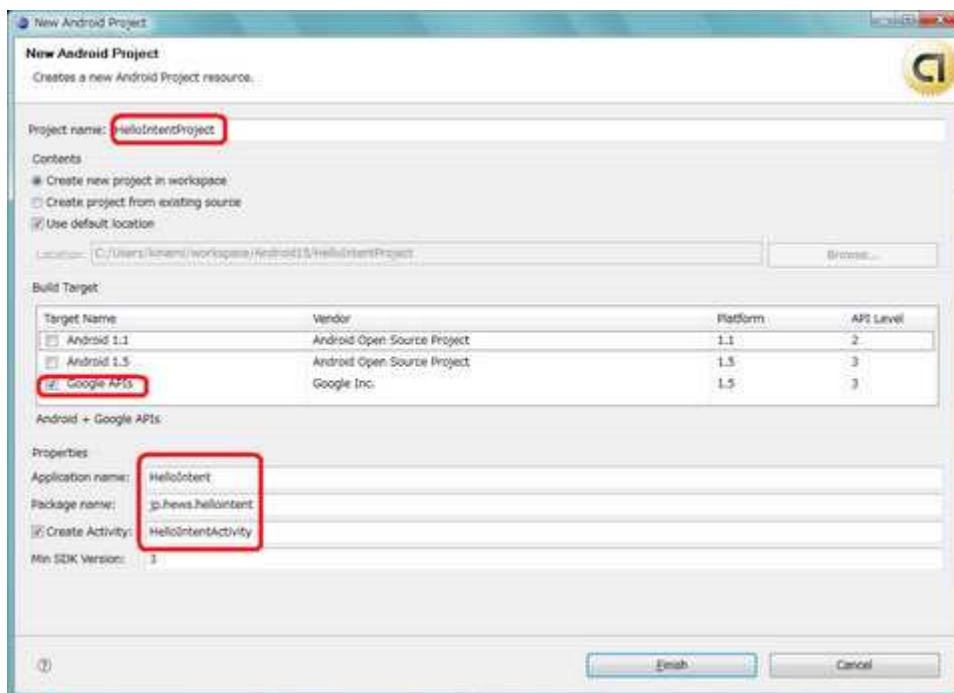 New Android Project
New Android Project
Creates a new Android Project resource.
Project name: HelloIntentProject
Contents
Create new project in workspace
Create project from existing source
Use default location
Location: C:/Users/
/workspace/Android15/HelloIntentProject Browse...
Build Target
Target Name Vendor Platform API Level
Android 1.1 Android Open Source Project 1.1 2
Android 1.5 Android Open Source Project 1.5 3
Google APIs Google Inc. 1.5 3
Android + Google APIs
Properties
Application name: HelloIntent
Package name: jp.hews.hellointent
Create Activity: HelloIntentActivity
Min SDK Version: 3
Finish Cancel